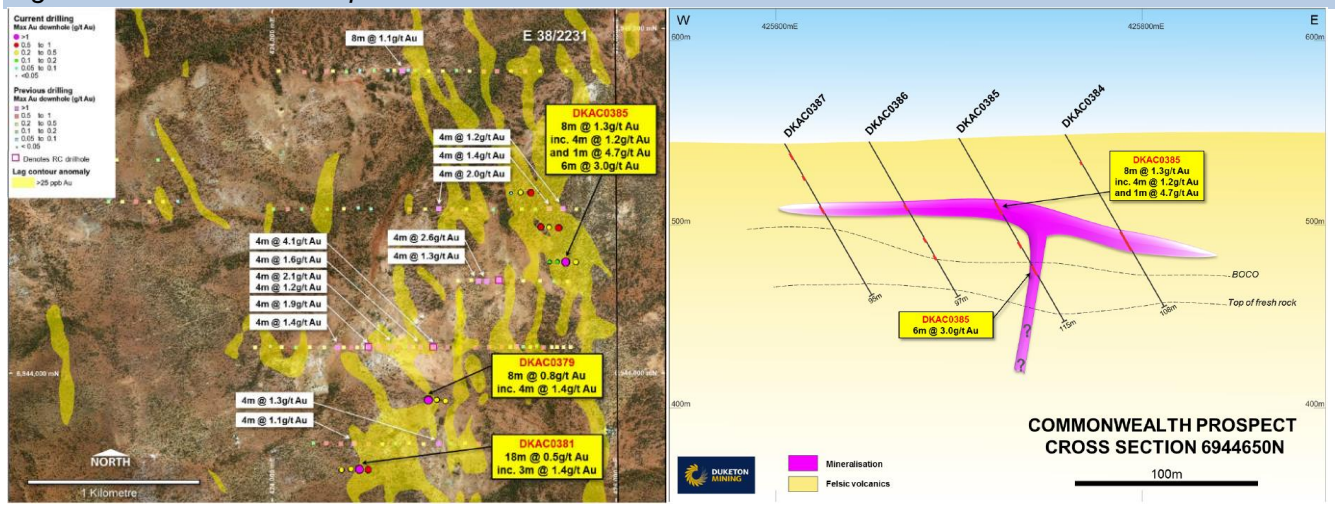 Current drilling
Max Au downhole (g/t Au)
>1
0.5 to 1
0.2 to 0.5
0.1 to 0.2
0.05 to 0.1
<0.05
Previous drilling
Max Au downhole (g/t Au)
>1
0.5 to 1
0.2 to 0.5
0.1 to 0.2
0.05 to 0.1
< 0.05
Denotes RC drillhole
Lag contour anomaly
>25 ppb Au
E 38/2231
8m @ 1.1g/t Au
DKAC0385
8m @ 1.3g/t Au
inc. 4m @ 1.2g/t Au
and 1m @ 4.7g/t Au
6m @ 3.0g/t Au
4m @ 1.2g/t Au
4m @ 1.4g/t Au
4m @ 2.0g/t Au
4m @ 2.6g/t Au
4m @ 1.3g/t Au
4m @ 4.1g/t Au
4m @ 1.6g/t Au
4m @ 2.1g/t Au
4m @ 1.2g/t Au
4m @ 1.9g/t Au
4m @ 1.4g/t Au
6,944,000 mN
DKAC0379
8m @ 0.8g/t Au
inc. 4m @ 1.4g/t Au
4m @ 1.3g/t Au
4m @ 1.1g/t Au
DKAC0381
18m @ 0.5g/t Au
inc. 3m @ 1.4g/t Au
NORTH
1 Kilometre
W
E
425600mE
425800mE
600m
600m
DKAC0387
DKAC0386
DKAC0385
DKAC0384
DKAC0385
8m @ 1.3g/t Au
inc. 4m @ 1.2g/t Au
and 1m @ 4.7g/t Au
500m
500m
BOCO
95m
97m
115m
108m
Top of fresh rock
DKAC0385
6m @ 3.0g/t Au
?
?
400m
400m
COMMONWEALTH PROSPECT
CROSS SECTION 6944650N
100m
DUKETON
MINING
Mineralisation
Felsic volcanics